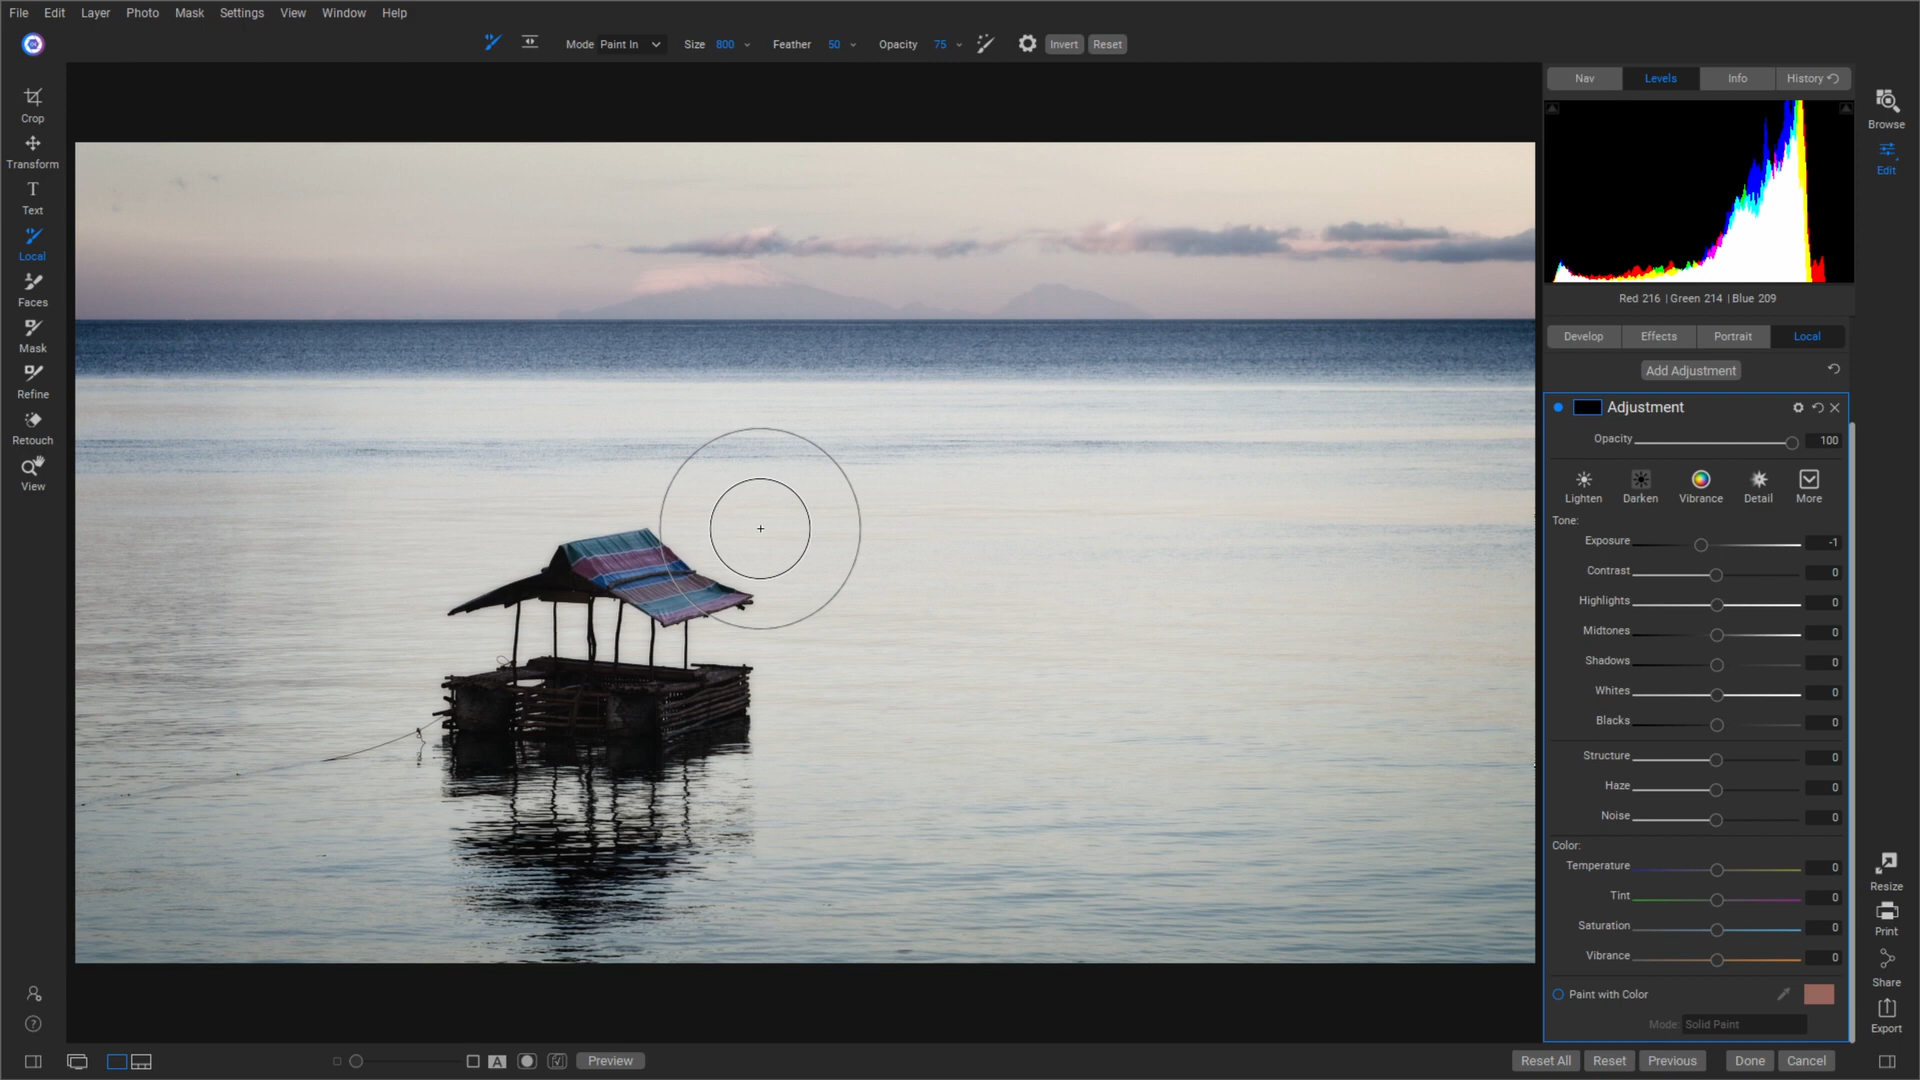 File Edit Layer Photo Mask Settings View Window Help
Mode Paint In Size 800 Feather 50 Opacity 75 Invert Reset
Crop
Transform
Text
Local
Faces
Mask
Refine
Retouch
View
Nav Levels Info History
Red 216 | Green 214 | Blue 209
Develop Effects Portrait Local
Add Adjustment
Adjustment
Opacity 100
Lighten Darken Vibrance Detail More
Tone:
Exposure -1
Contrast 0
Highlights 0
Midtones 0
Shadows 0
Whites 0
Blacks 0
Structure 0
Haze 0
Noise 0
Color:
Temperature 0
Tint 0
Saturation 0
Vibrance 0
Paint with Color
Mode: Solid Paint
Browse
Edit
Resize
Print
Share
Export
A Preview
Reset All Reset Previous Done Cancel